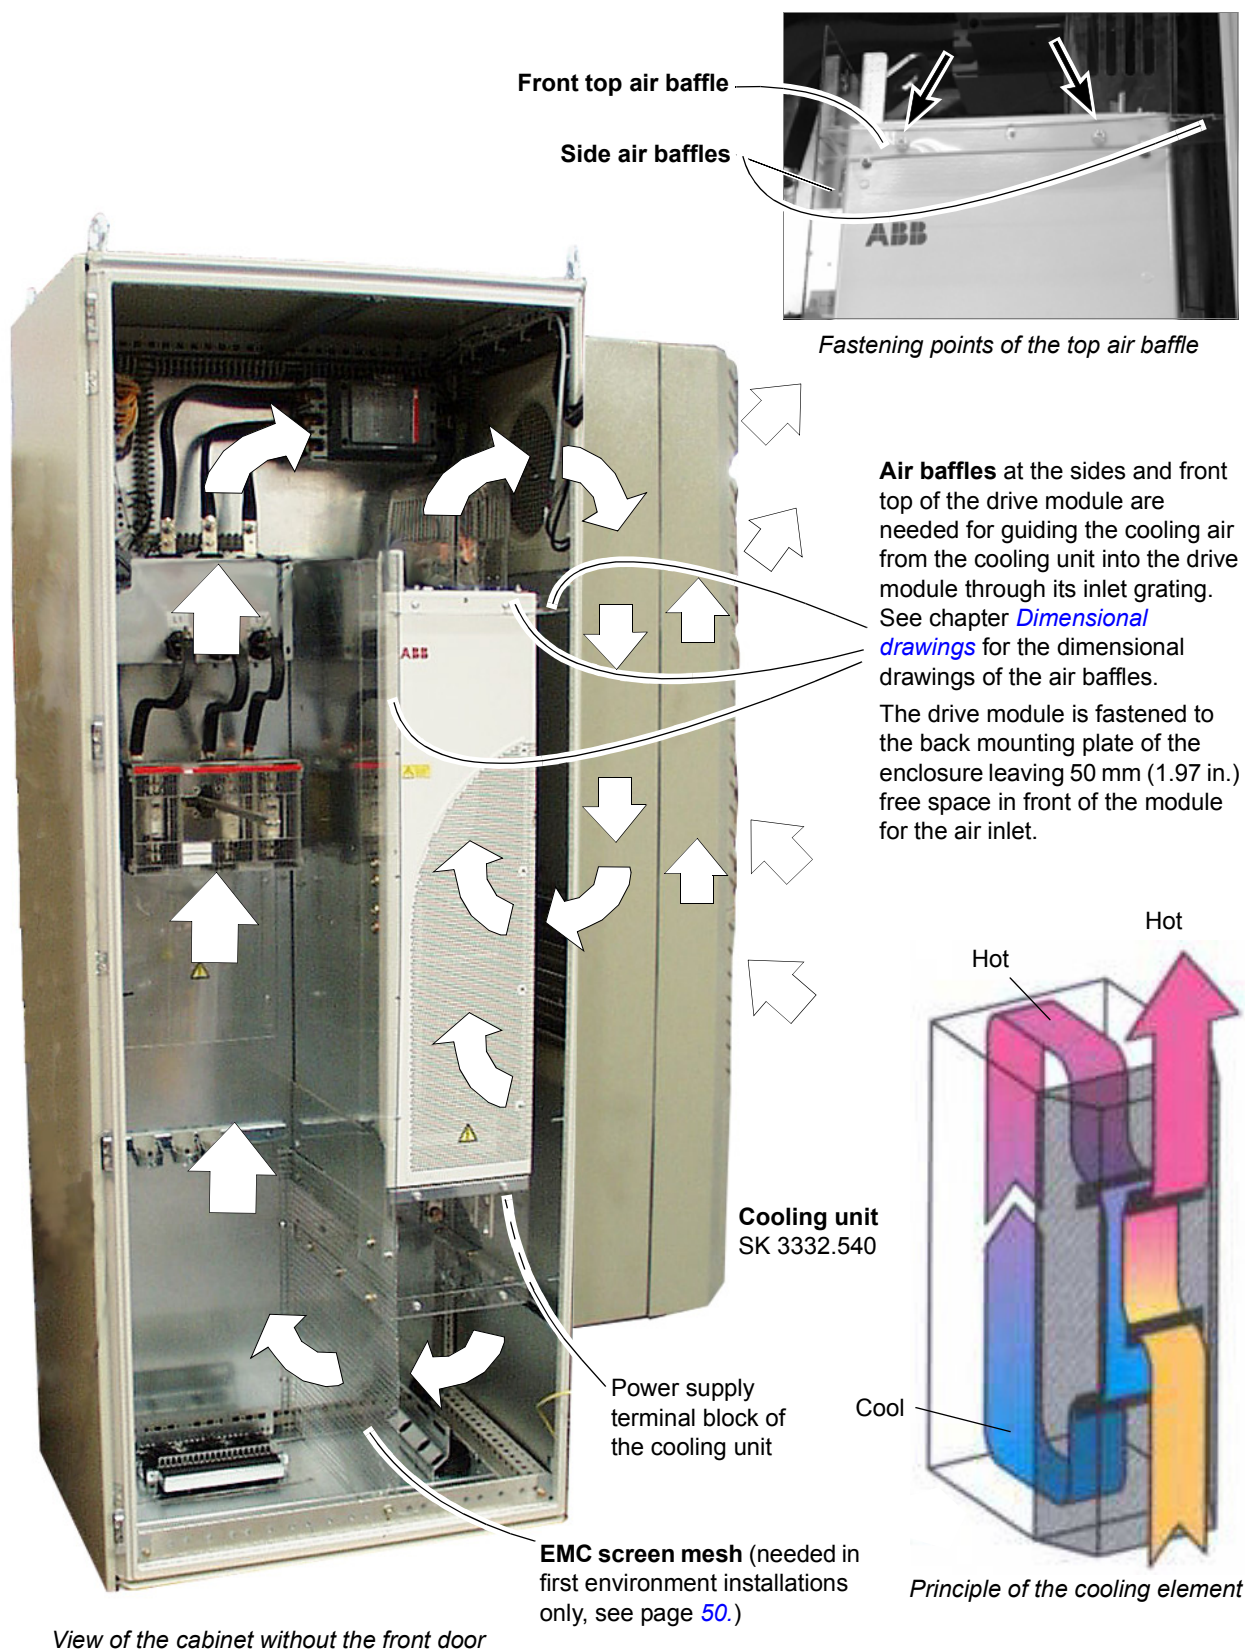 Front top air baffle
Side air baffles
ABB
Fastening points of the top air baffle
Air baffles at the sides and front
top of the drive module are
needed for guiding the cooling air
from the cooling unit into the drive
module through its inlet grating.
See chapter Dimensional
drawings for the dimensional
drawings of the air baffles.
The drive module is fastened to
the back mounting plate of the
enclosure leaving 50 mm (1.97 in.)
free space in front of the module
for the air inlet.
ABB
Hot
Hot
Cooling unit
SK 3332.540
Power supply
terminal block of
the cooling unit
Cool
EMC screen mesh (needed in
first environment installations
only, see page 50.)
Principle of the cooling element
View of the cabinet without the front door